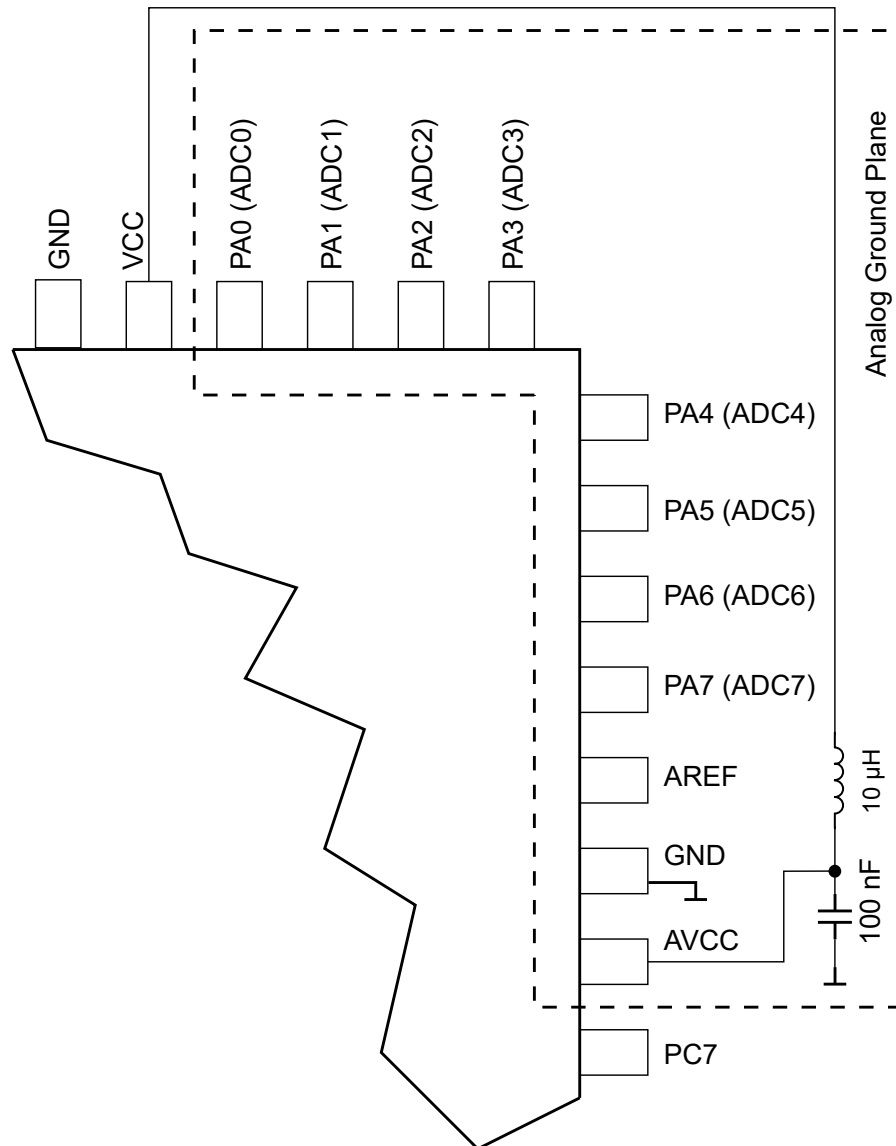 GND
VCC
PA0 (ADC0)
PA1 (ADC1)
PA2 (ADC2)
PA3 (ADC3)
Analog Ground Plane
PA4 (ADC4)
PA5 (ADC5)
PA6 (ADC6)
PA7 (ADC7)
AREF
10 µH
GND
AVCC
100 nF
PC7